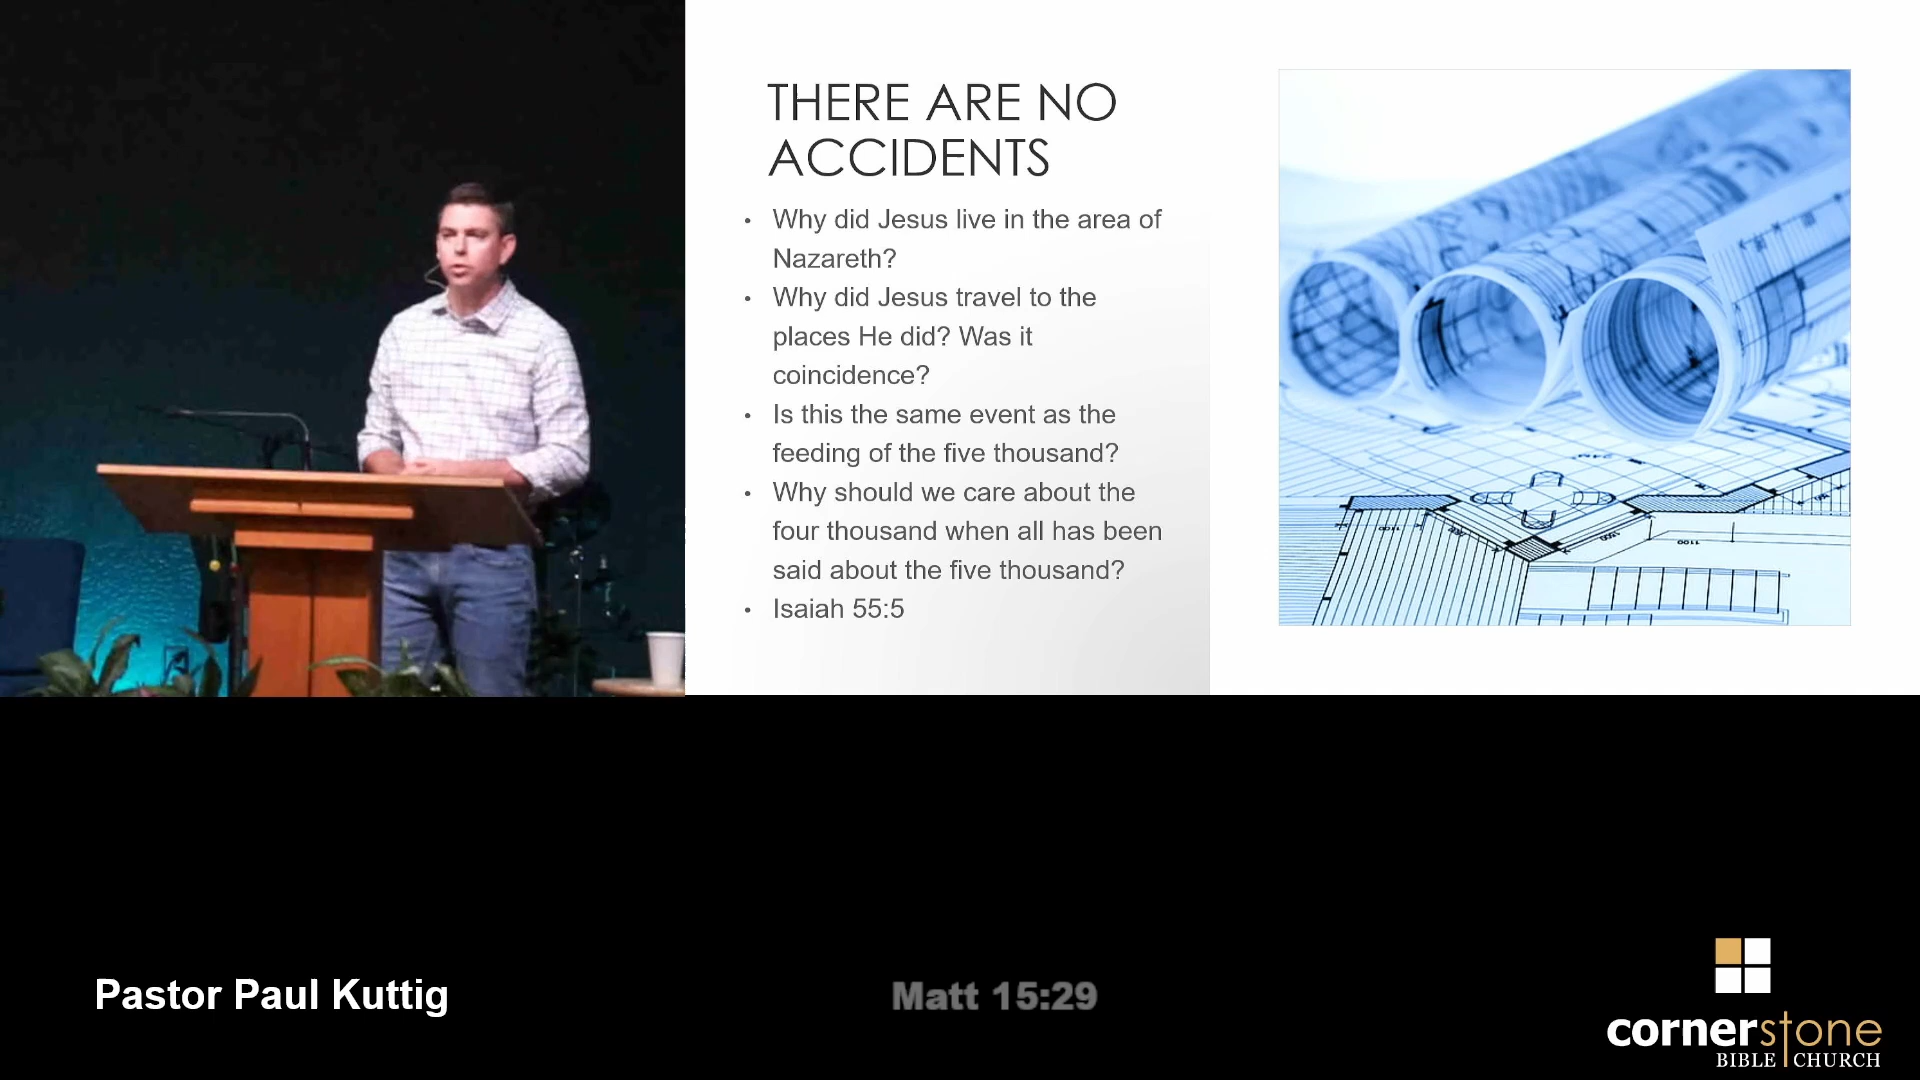 THERE ARE NO
ACCIDENTS
• Why did Jesus live in the area of
Nazareth?
• Why did Jesus travel to the
places He did? Was it
coincidence?
• Is this the same event as the
feeding of the five thousand?
• Why should we care about the
four thousand when all has been
said about the five thousand?
• Isaiah 55:5
Pastor Paul Kuttig
Matt 15:29
cornerstone
BIBLE CHURCH